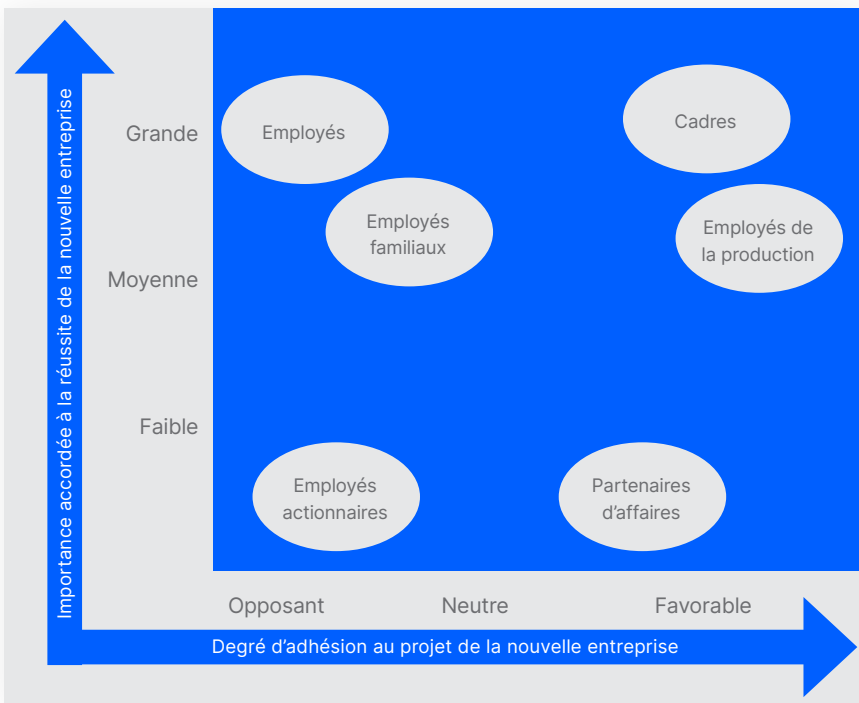 Importance accordée à la réussite de la nouvelle entreprise
Grande
Moyenne
Faible
Employés
Cadres
Employés
familiaux
Employés de
la production
Employés
actionnaires
Partenaires
d’affaires
Opposant
Neutre
Favorable
Degré d’adhésion au projet de la nouvelle entreprise